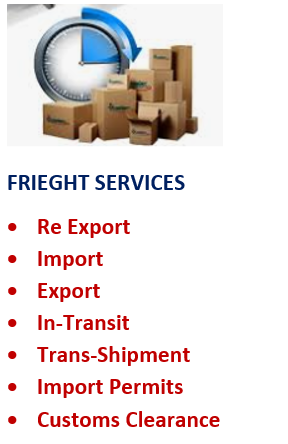 FRIEGHT SERVICES
• Re Export
• Import
• Export
• In-Transit
• Trans-Shipment
• Import Permits
• Customs Clearance